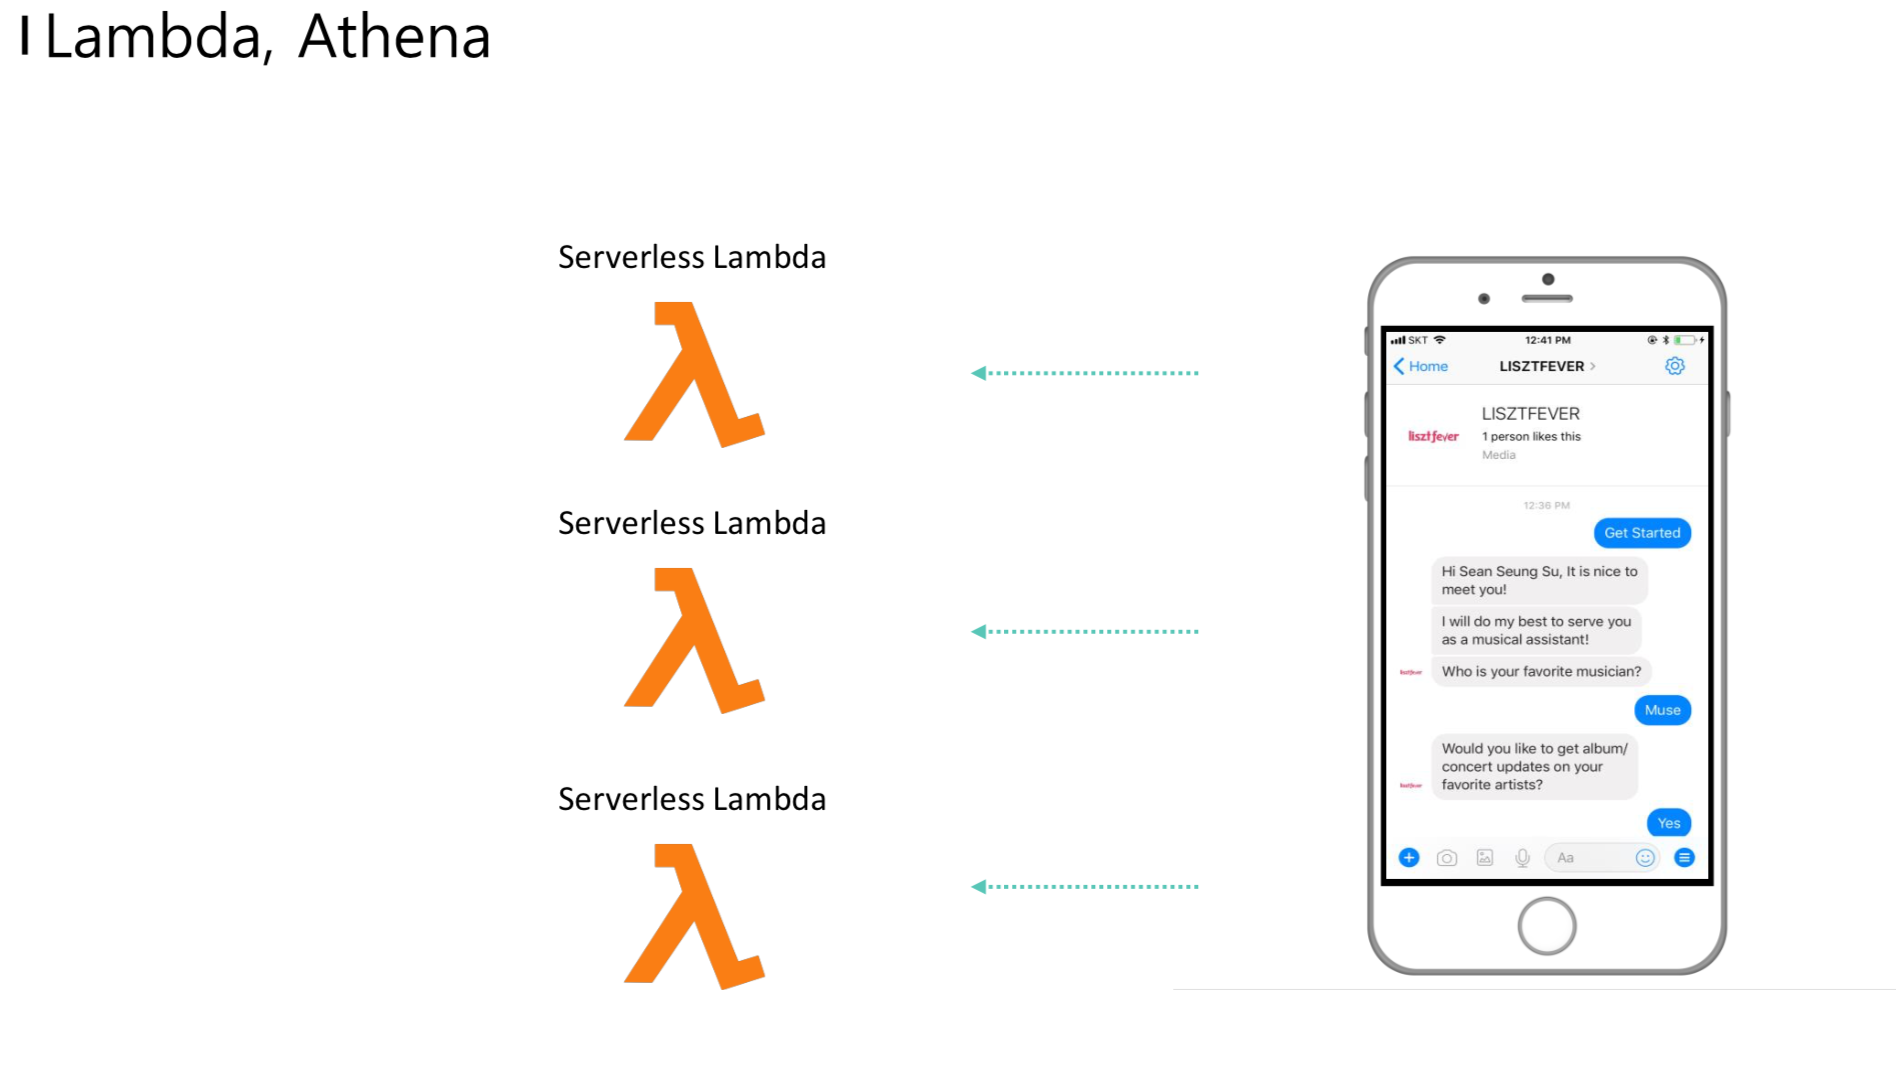 Lambda, Athena
Serverless Lambda
Serverless Lambda
Serverless Lambda
SKT 12:41 PM
Home LISZTFEVER
lisztfever
LISZTFEVER
1 person likes this
Media
12:36 PM
Get Started
Hi Sean Seung Su, It is nice to
meet you!
I will do my best to serve you
as a musical assistant!
lisztfever
Who is your favorite musician?
Muse
Would you like to get album/
concert updates on your
lisztfever
favorite artists?
Yes
Aa